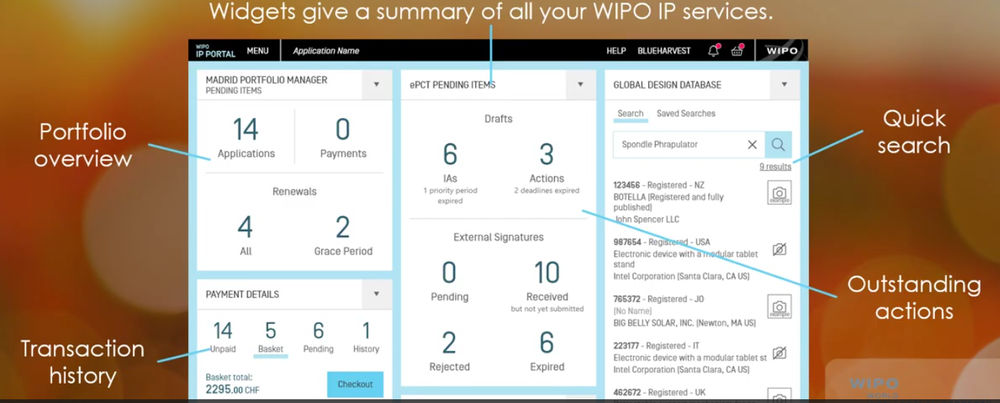 Widgets give a summary of all your WIPO IP services.
WIPO
IP PORTAL
MENU
Application Name
HELP
BLUEHARVEST
WIPO
Portfolio
overview
Transaction
history
MADRID PORTFOLIO MANAGER
PENDING ITEMS
14
0
Applications
Payments
Renewals
4
2
All
Grace Period
PAYMENT DETAILS
14
5
6
1
Unpaid
Basket
Pending
History
Basket total:
2295.00 CHF
Checkout
ePCT PENDING ITEMS
Drafts
6
3
IAs
Actions
1 priority period
expired
2 deadlines expired
External Signatures
0
10
Pending
Received
but not yet submitted
2
6
Rejected
Expired
GLOBAL DESIGN DATABASE
Search
Saved Searches
Spondle Phrapulator
9 results
123456 - Registered - NZ
BOTELLA (Registered and fully
published)
John Spencer LLC
example
987654 - Registered - USA
Electronic device with a modular tablet
stand
Intel Corporation (Santa Clara, CA US)
765372 - Registered - JO
(No Name)
BIG BELLY SOLAR, INC. (Newton, MA US)
example
223177 - Registered - IT
Electronic device with a modular tablet st
Intel Corporation (Santa Clara, CA US)
462672 - Registered - UK
Quick
search
Outstanding
actions
WIPO
WORLD